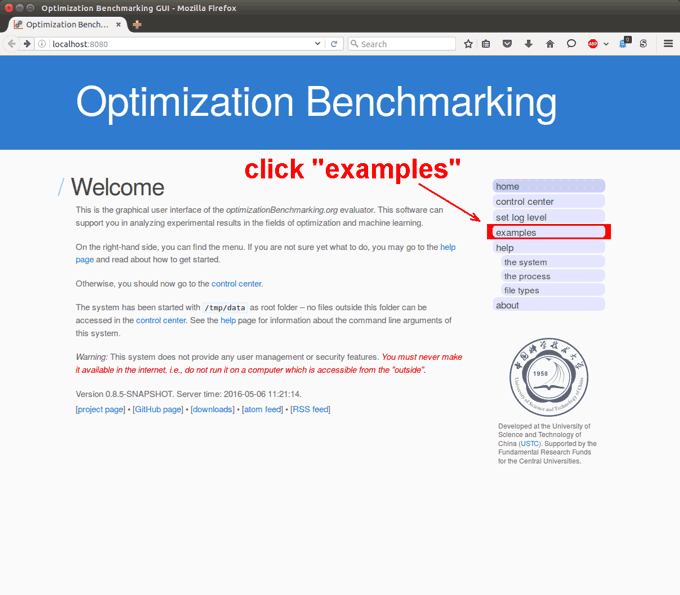 Optimization Benchmarking GUI - Mozilla Firefox
Optimization Bench...
localhost:8080
Search
ABP
0
Optimization Benchmarking
click "examples"
/ Welcome
This is the graphical user interface of the optimizationBenchmarking.org evaluator. This software can
support you in analyzing experimental results in the fields of optimization and machine learning.
On the right-hand side, you can find the menu. If you are not sure yet what to do, you may go to the help
page and read about how to get started.
Otherwise, you should now go to the control center.
The system has been started with /tmp/data as root folder – no files outside this folder can be
accessed in the control center. See the help page for information about the command line arguments of
this system.
Warning: This system does not provide any user management or security features. You must never make
it available in the internet, i.e., do not run it on a computer which is accessible from the "outside".
Version 0.8.5-SNAPSHOT. Server time: 2016-05-06 11:21:14.
[project page] • [GitHub page] • [downloads] • [atom feed] • [RSS feed]
home
control center
set log level
examples
help
the system
the process
file types
about
中国科学技术大学
1958
University of Science and Technology of China
Developed at the University of
Science and Technology of
China (USTC). Supported by the
Fundamental Research Funds
for the Central Universities.